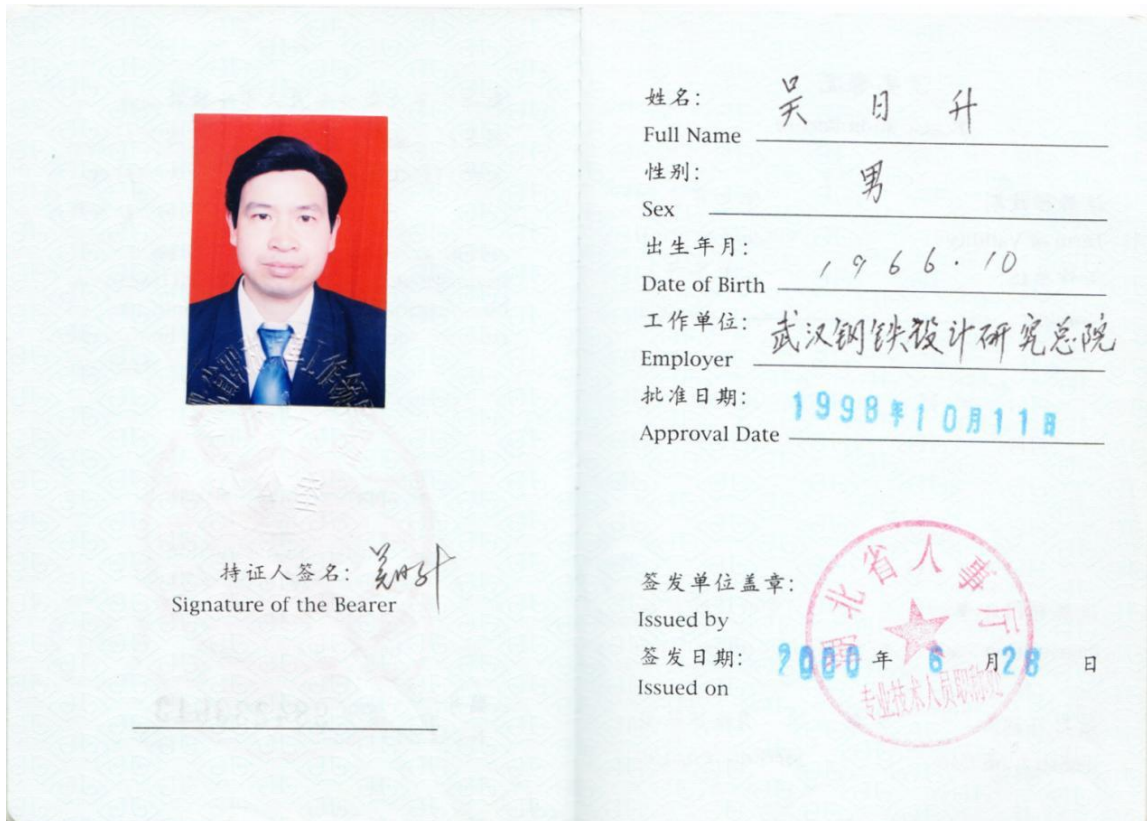 持证人签名: 吴日升
Signature of the Bearer
姓名: 吴日升
Full Name
性别: 男
Sex
出生年月: 1966.10
Date of Birth
工作单位: 武汉钢铁设计研究总院
Employer
批准日期: 1998年10月11日
Approval Date
签发单位盖章:
Issued by
湖北省人事厅
专业技术人员职称处
签发日期: 2000年6月28日
Issued on